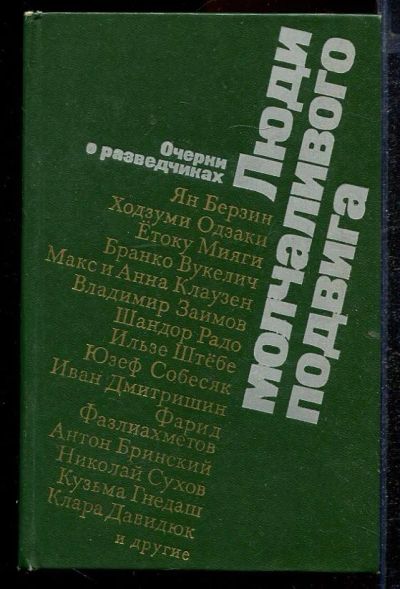 Люди
молчаливого
подвига
Очерки
о разведчиках
Ян Берзин
Ходзуми Одзаки
Ётоку Мияги
Бранко Вукелич
Макс и Анна Клаузен
Владимир Заимов
Шандор Радо
Ильзе Штёбе
Юзеф Собесяк
Иван Дмитришин
Фарид
Фазлиахметов
Антон Бринский
Николай Сухов
Кузьма Гнедаш
Клара Давидюк
и другие